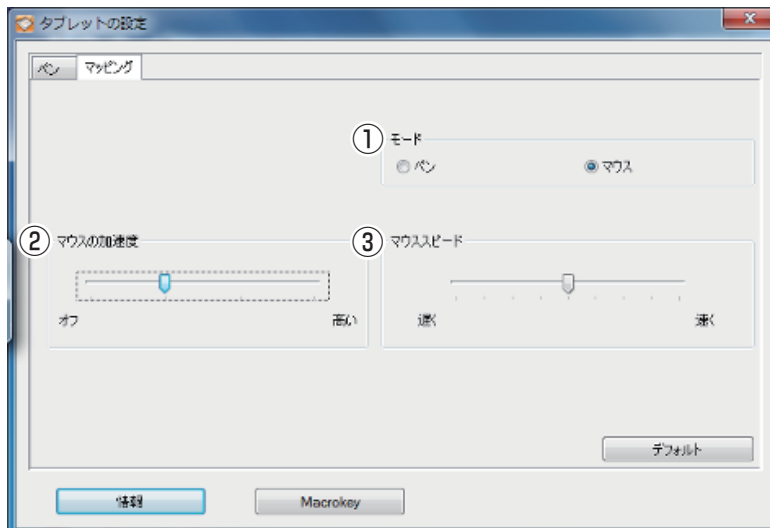 タブレットの設定
ペン マッピング
① モード
ペン マウス
② マウスの加速度 ③ マウススピード
オフ 高い 遅く 速く
デフォルト
情報 Macrokey